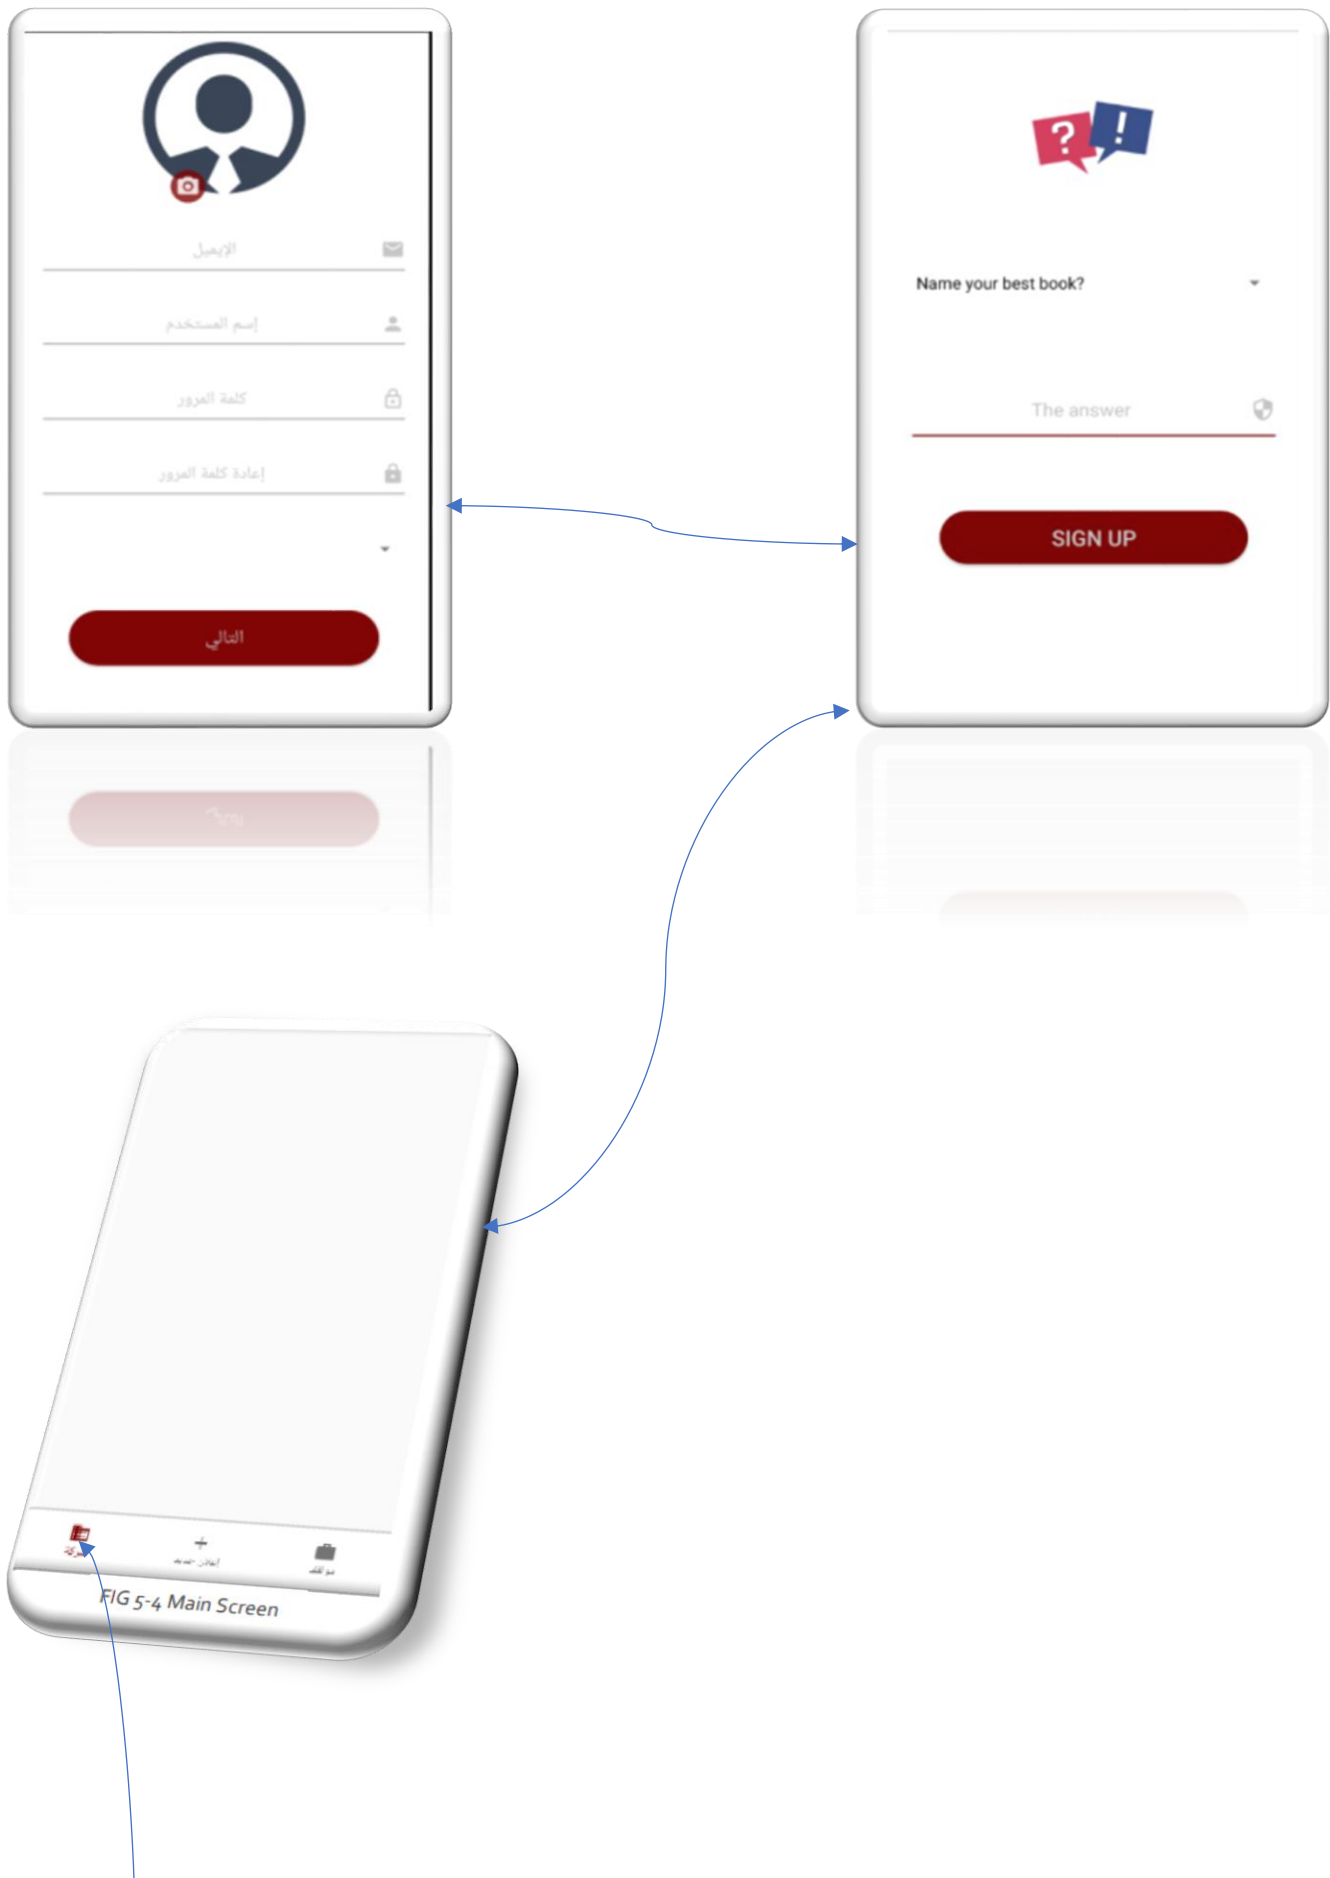 الإيميل
إسم المستخدم
كلمة المرور
إعادة كلمة المرور
التالي
? !
Name your best book?
The answer
SIGN UP
شركة
FIG 5-4 Main Screen